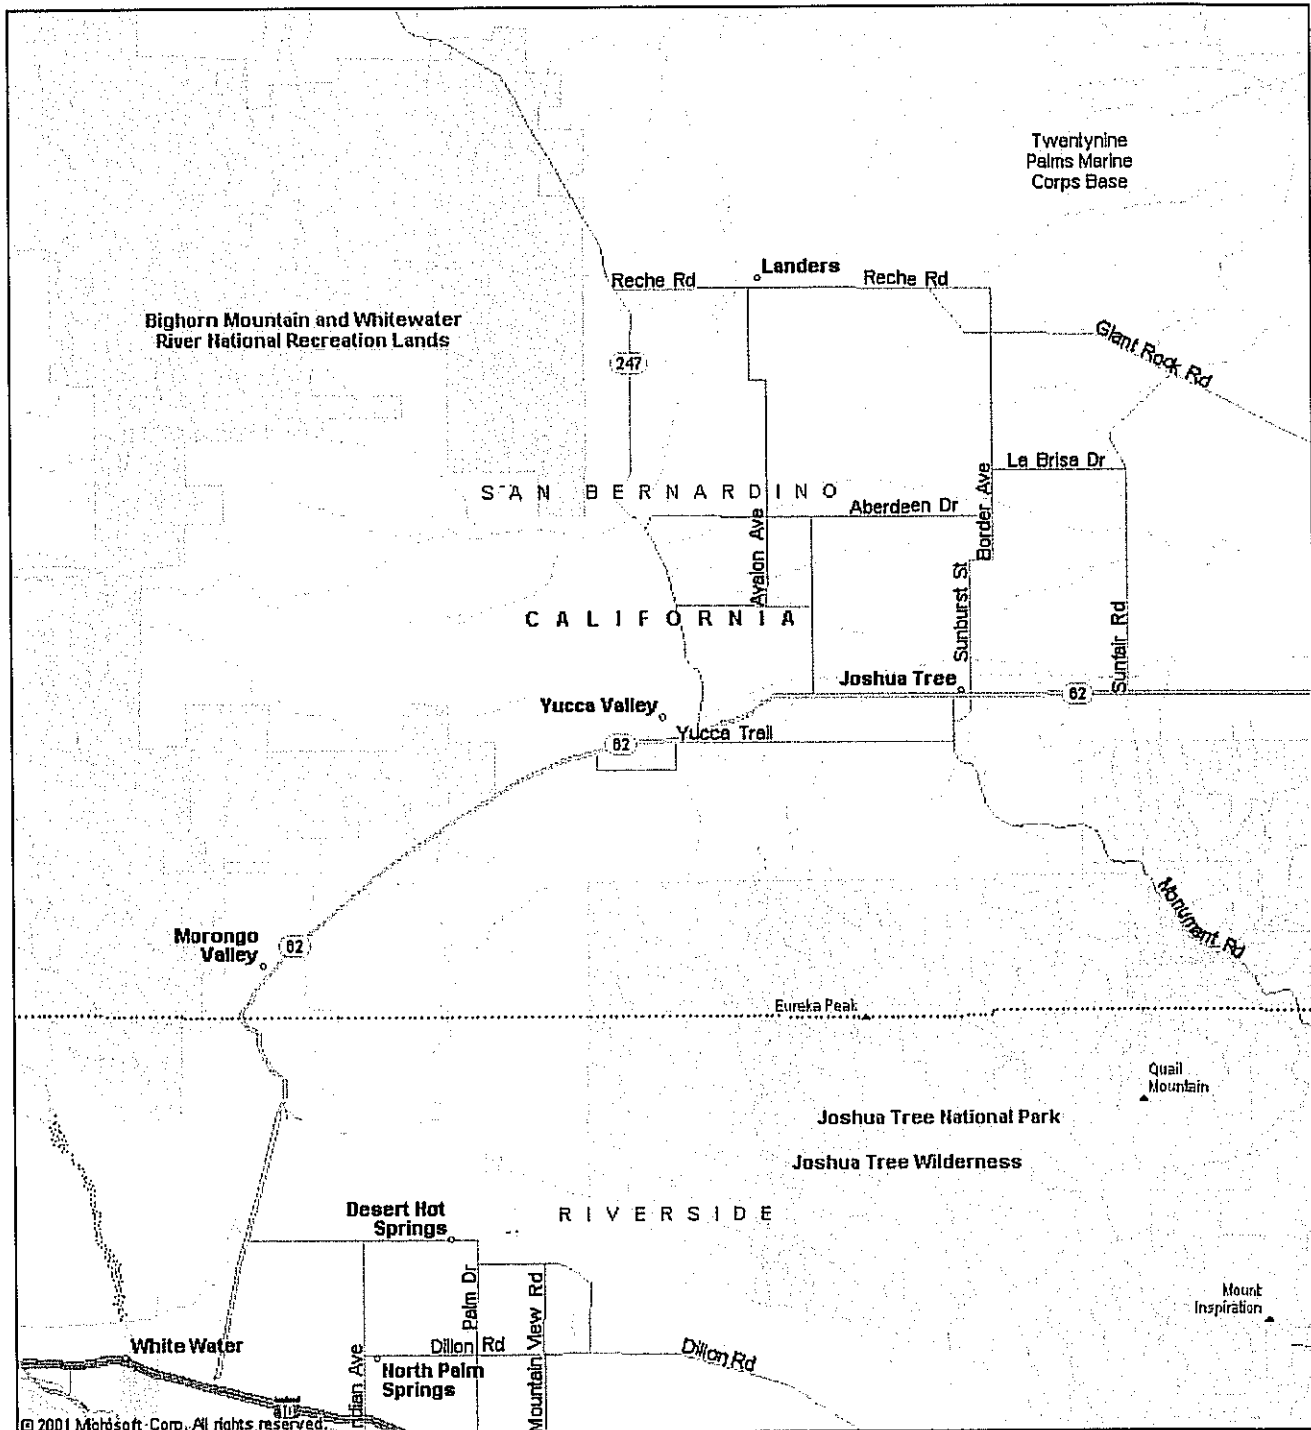 Twentynine
Palms Marine
Corps Base
Landers
Reche Rd
Reche Rd
Bighorn Mountain and Whitewater
River National Recreation Lands
Giant Rock Rd
247
La Brisa Dr
SAN BERNARDINO
Aberdeen Dr
Border Ave
Avalon Ave
Sunburst St
CALIFORNIA
Sunfair Rd
Joshua Tree
62
Yucca Valley
62
Yucca Trail
Monument Rd
Morongo
Valley
62
Eureka Peak
Quail
Mountain
Joshua Tree National Park
Joshua Tree Wilderness
Desert Hot
Springs
RIVERSIDE
Palm Dr
Mountain View Rd
Mount
Inspiration
White Water
Dillon Rd
Dillon Rd
North Palm
Springs
Indian Ave
© 2001 Microsoft Corp. All rights reserved.